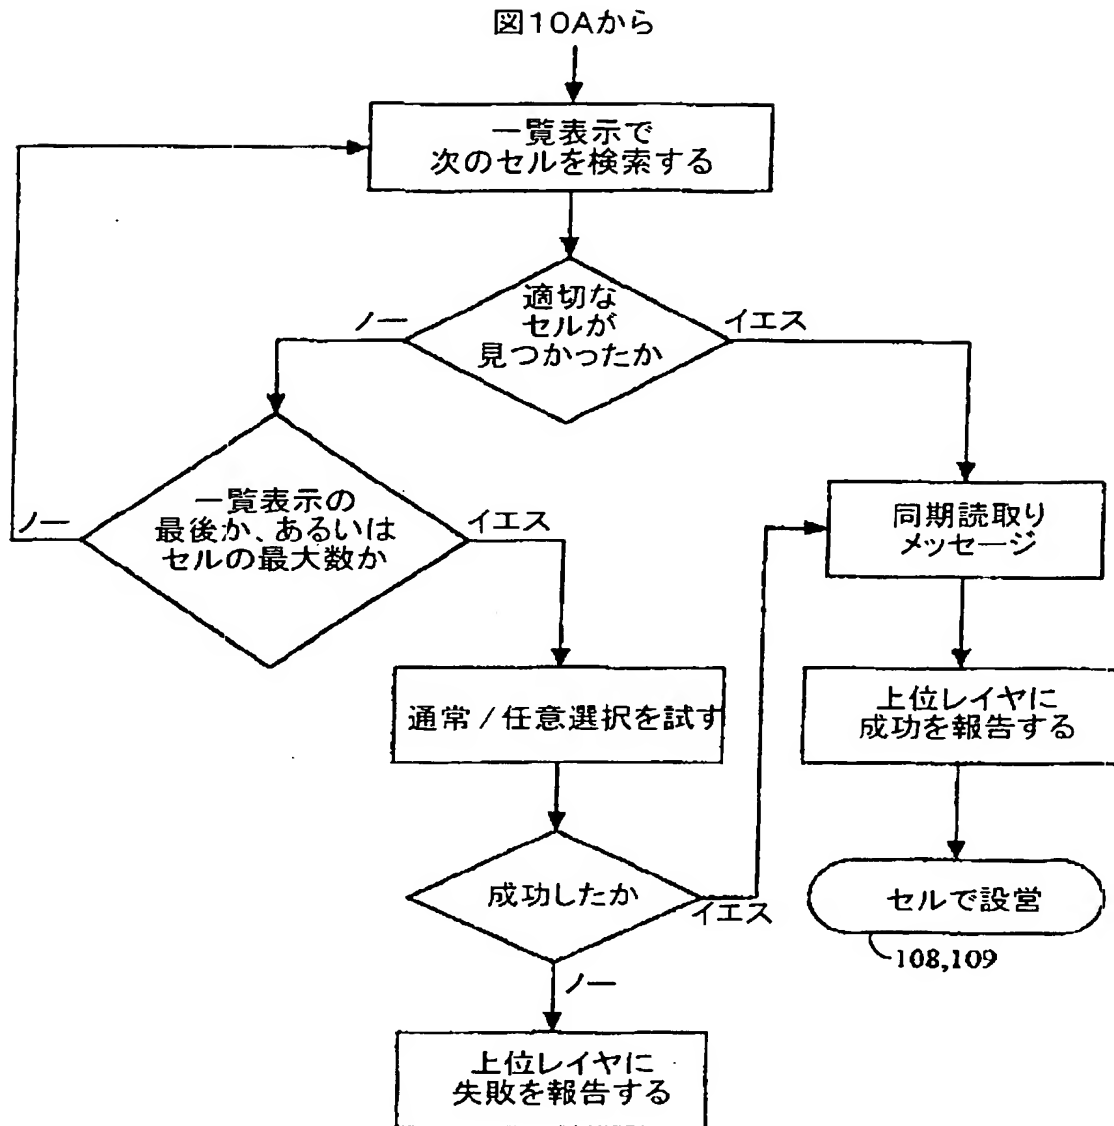 図10Aから
一覧表示で
次のセルを検索する
適切な
セルが
見つかったか
ノー
イエス
一覧表示の
最後か、あるいは
セルの最大数か
ノー
イエス
同期読取り
メッセージ
通常/任意選択を試す
上位レイヤに
成功を報告する
成功したか
イエス
セルで設営
108,109
ノー
上位レイヤに
失敗を報告する